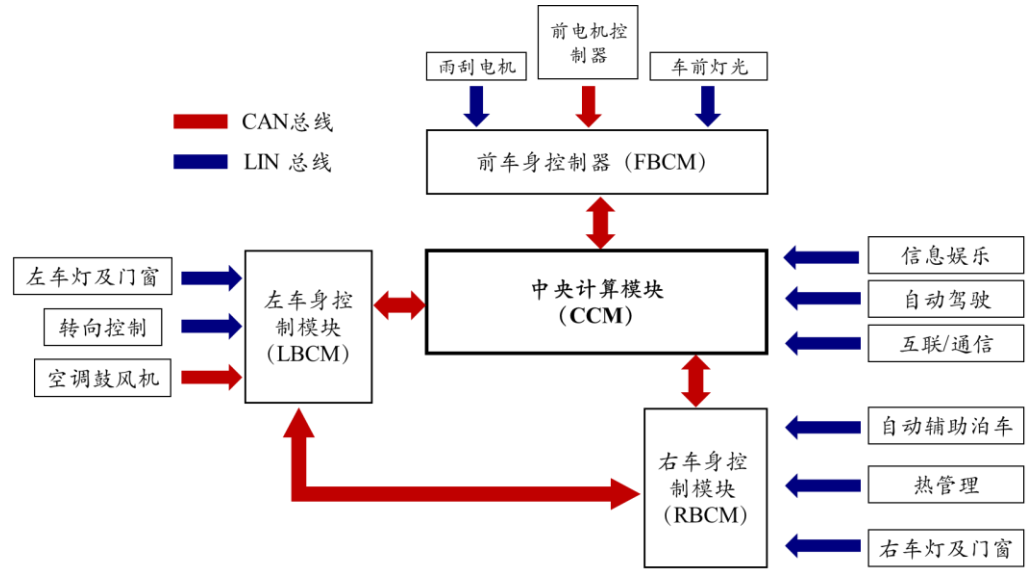 前电机控
制器
雨刮电机
车前灯光
CAN总线
LIN 总线
前车身控制器（FBCM）
左车灯及门窗
转向控制
空调鼓风机
左车身控
制模块
（LBCM）
中央计算模块
（CCM）
信息娱乐
自动驾驶
互联/通信
右车身控
制模块
（RBCM）
自动辅助泊车
热管理
右车灯及门窗